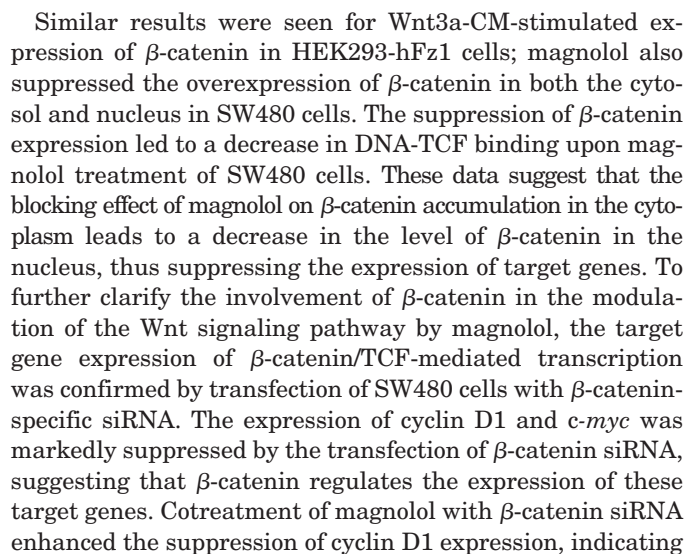 Similar results were seen for Wnt3a-CM-stimulated ex-
pression of β-catenin in HEK293-hFz1 cells; magnolol also
suppressed the overexpression of β-catenin in both the cyto-
sol and nucleus in SW480 cells. The suppression of β-catenin
expression led to a decrease in DNA-TCF binding upon mag-
nolol treatment of SW480 cells. These data suggest that the
blocking effect of magnolol on β-catenin accumulation in the cyto-
plasm leads to a decrease in the level of β-catenin in the
nucleus, thus suppressing the expression of target genes. To
further clarify the involvement of β-catenin in the modula-
tion of the Wnt signaling pathway by magnolol, the target
gene expression of β-catenin/TCF-mediated transcription
was confirmed by transfection of SW480 cells with β-catenin-
specific siRNA. The expression of cyclin D1 and c-myc was
markedly suppressed by the transfection of β-catenin siRNA,
suggesting that β-catenin regulates the expression of these
target genes. Cotreatment of magnolol with β-catenin siRNA
enhanced the suppression of cyclin D1 expression, indicating